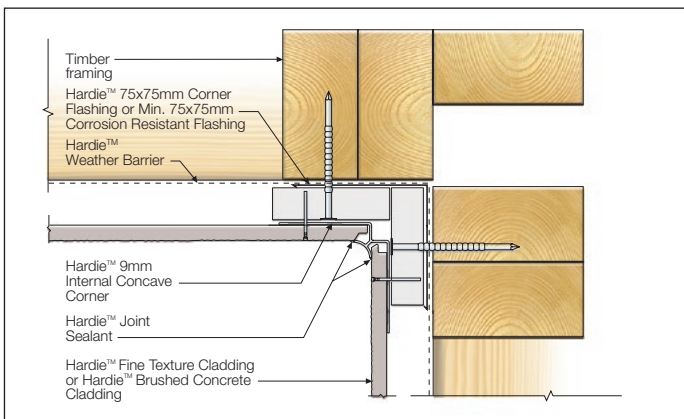 Timber
framing
Hardie™ 75x75mm Corner
Flashing or Min. 75x75mm
Corrosion Resistant Flashing
Hardie™
Weather Barrier
Hardie™ 9mm
Internal Concave
Corner
Hardie™ Joint
Sealant
Hardie™ Fine Texture Cladding
or Hardie™ Brushed Concrete
Cladding